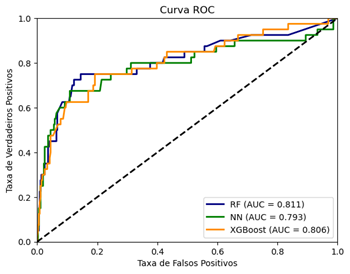 Curva ROC
Taxa de Verdadeiros Positivos
1.0
0.8
0.6
0.4
0.2
0.0
0.0 0.2 0.4 0.6 0.8 1.0
Taxa de Falsos Positivos
RF (AUC = 0.811)
NN (AUC = 0.793)
XGBoost (AUC = 0.806)